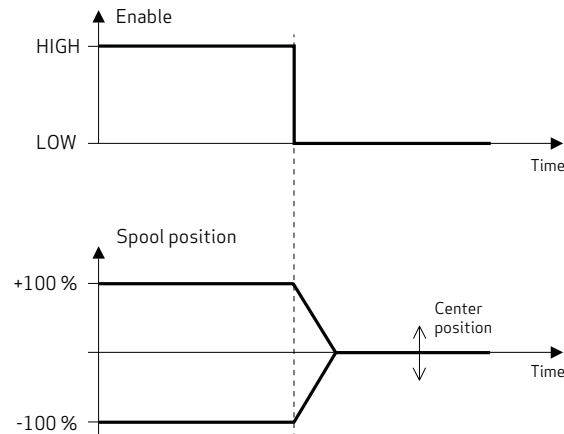 Enable
HIGH
LOW
Time
Spool position
+100 %
Center
position
Time
-100 %